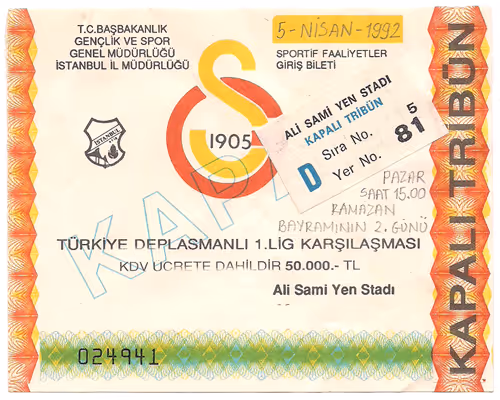 T.C.BAŞBAKANLIK
GENÇLİK VE SPOR
GENEL MÜDÜRLÜĞÜ
İSTANBUL İL MÜDÜRLÜĞÜ
5-NİSAN-1992
SPORTİF FAALİYETLER
GİRİŞ BİLETİ
İSTANBUL
1905
ALİ SAMİ YEN STADI
KAPALI TRİBÜN
D
Sıra No. 5
Yer No. 81
PAZAR
SAAT 15.00
RAMAZAN
BAYRAMININ 2. GÜNÜ
KAPA
TÜRKİYE DEPLASMANLI 1.LİG KARŞILAŞMASI
KDV ÜCRETE DAHİLDİR 50.000.- TL
Ali Sami Yen Stadı
024941
KAPALI TRİBÜN